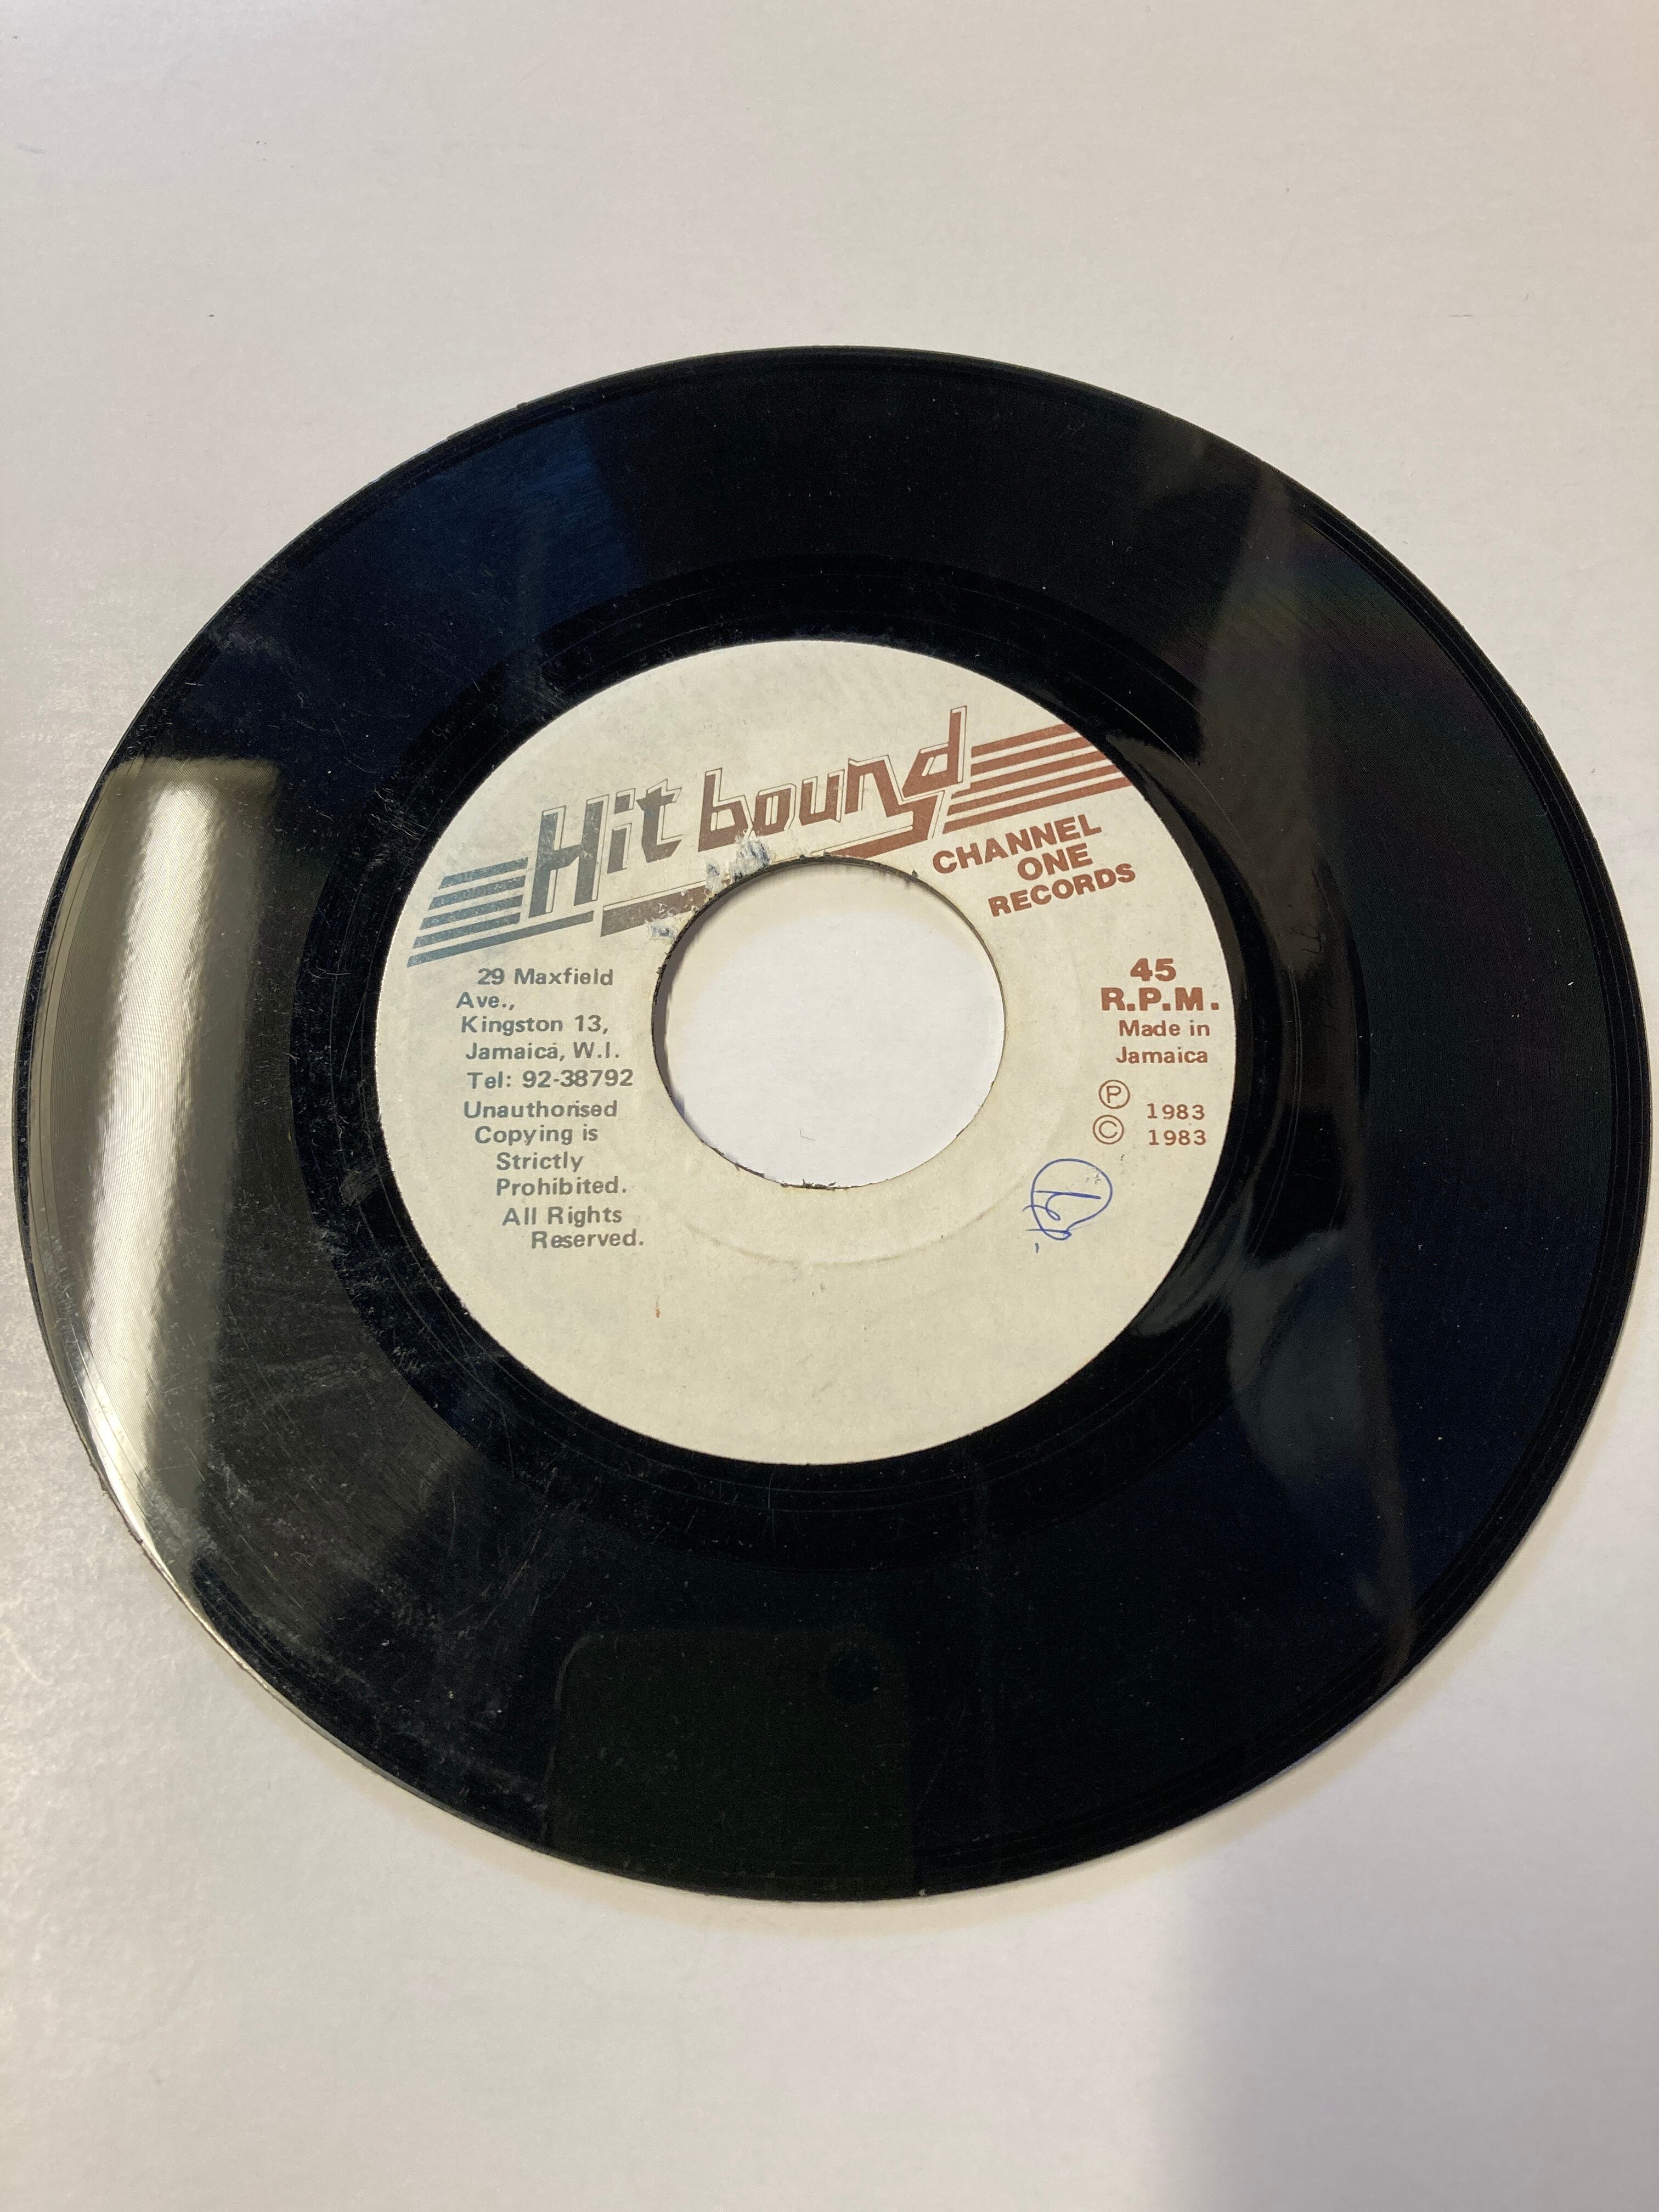 Hit bound
CHANNEL
ONE
RECORDS
29 Maxfield
Ave.,
Kingston 13,
Jamaica, W.I.
Tel: 92-38792
Unauthorised
Copying is
Strictly
Prohibited.
All Rights
Reserved.
45
R.P.M.
Made in
Jamaica
Ⓟ 1983
© 1983